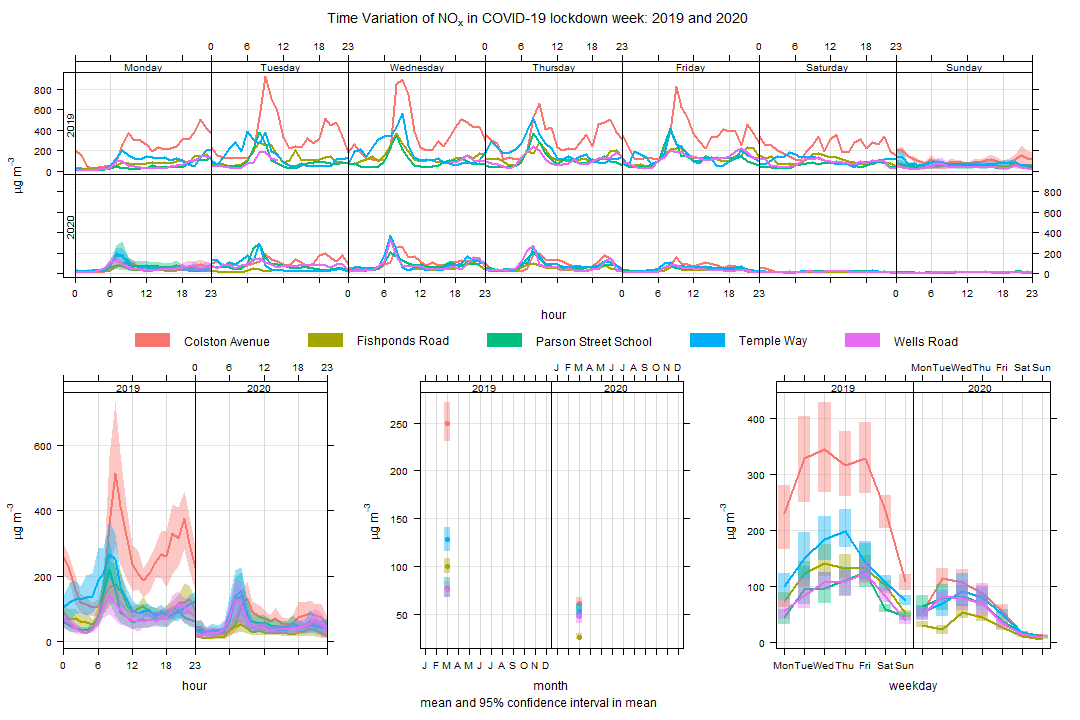 Time Variation of NOx in COVID-19 lockdown week: 2019 and 2020
0 6 12 18 23 0 6 12 18 23 0 6 12 18 23
Monday Tuesday Wednesday Thursday Friday Saturday Sunday
800
600
400
200
0
2019
µg m⁻³
2020
800
600
400
200
0
0 6 12 18 23 0 6 12 18 23 0 6 12 18 23 0 6 12 18 23
hour
Colston Avenue Fishponds Road Parson Street School Temple Way Wells Road
0 6 12 18 23
2019 2020
600
400
200
0
µg m⁻³
0 6 12 18 23
hour
J F M A M J J A S O N D
2019 2020
250
200
150
100
50
µg m⁻³
J F M A M J J A S O N D
month
Mon Tue Wed Thu Fri Sat Sun
2019 2020
400
300
200
100
0
µg m⁻³
Mon Tue Wed Thu Fri Sat Sun
weekday
mean and 95% confidence interval in mean